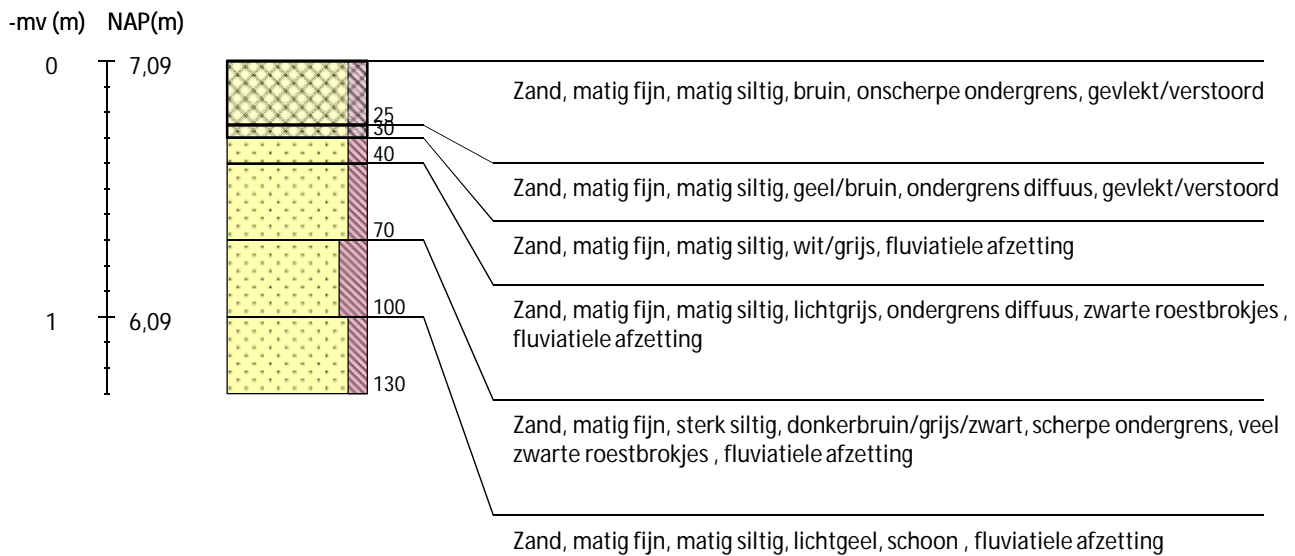 -mv (m) NAP(m)
0 7,09
Zand, matig fijn, matig siltig, bruin, onscherpe ondergrens, gevlekt/verstoord
25
30
40
Zand, matig fijn, matig siltig, geel/bruin, ondergrens diffuus, gevlekt/verstoord
70
Zand, matig fijn, matig siltig, wit/grijs, fluviatiele afzetting
100
1 6,09
Zand, matig fijn, matig siltig, lichtgrijs, ondergrens diffuus, zwarte roestbrokjes ,
fluviatiele afzetting
130
Zand, matig fijn, sterk siltig, donkerbruin/grijs/zwart, scherpe ondergrens, veel
zwarte roestbrokjes , fluviatiele afzetting
Zand, matig fijn, matig siltig, lichtgeel, schoon , fluviatiele afzetting